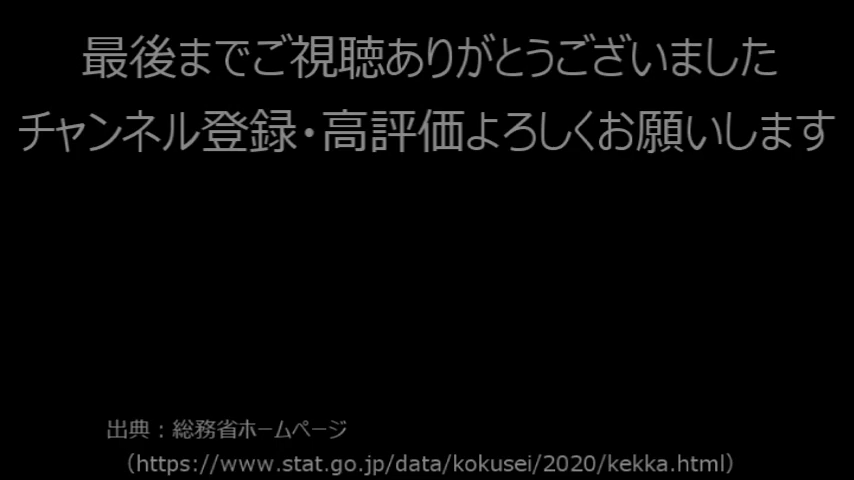 最後までご視聴ありがとうございました
チャンネル登録・高評価よろしくお願いします
出典：総務省ホームページ
（https://www.stat.go.jp/data/kokusei/2020/kekka.html）